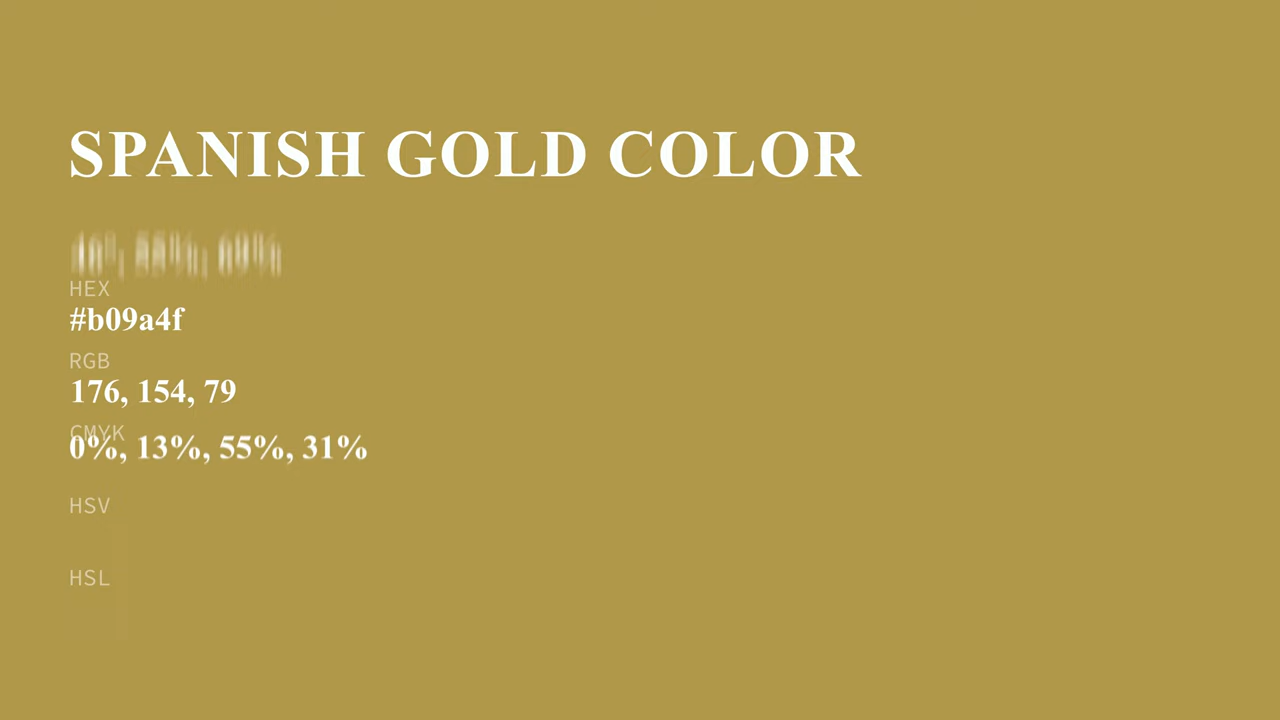 SPANISH GOLD COLOR
HEX
#b09a4f
RGB
176, 154, 79
CMYK
0%, 13%, 55%, 31%
HSV
HSL